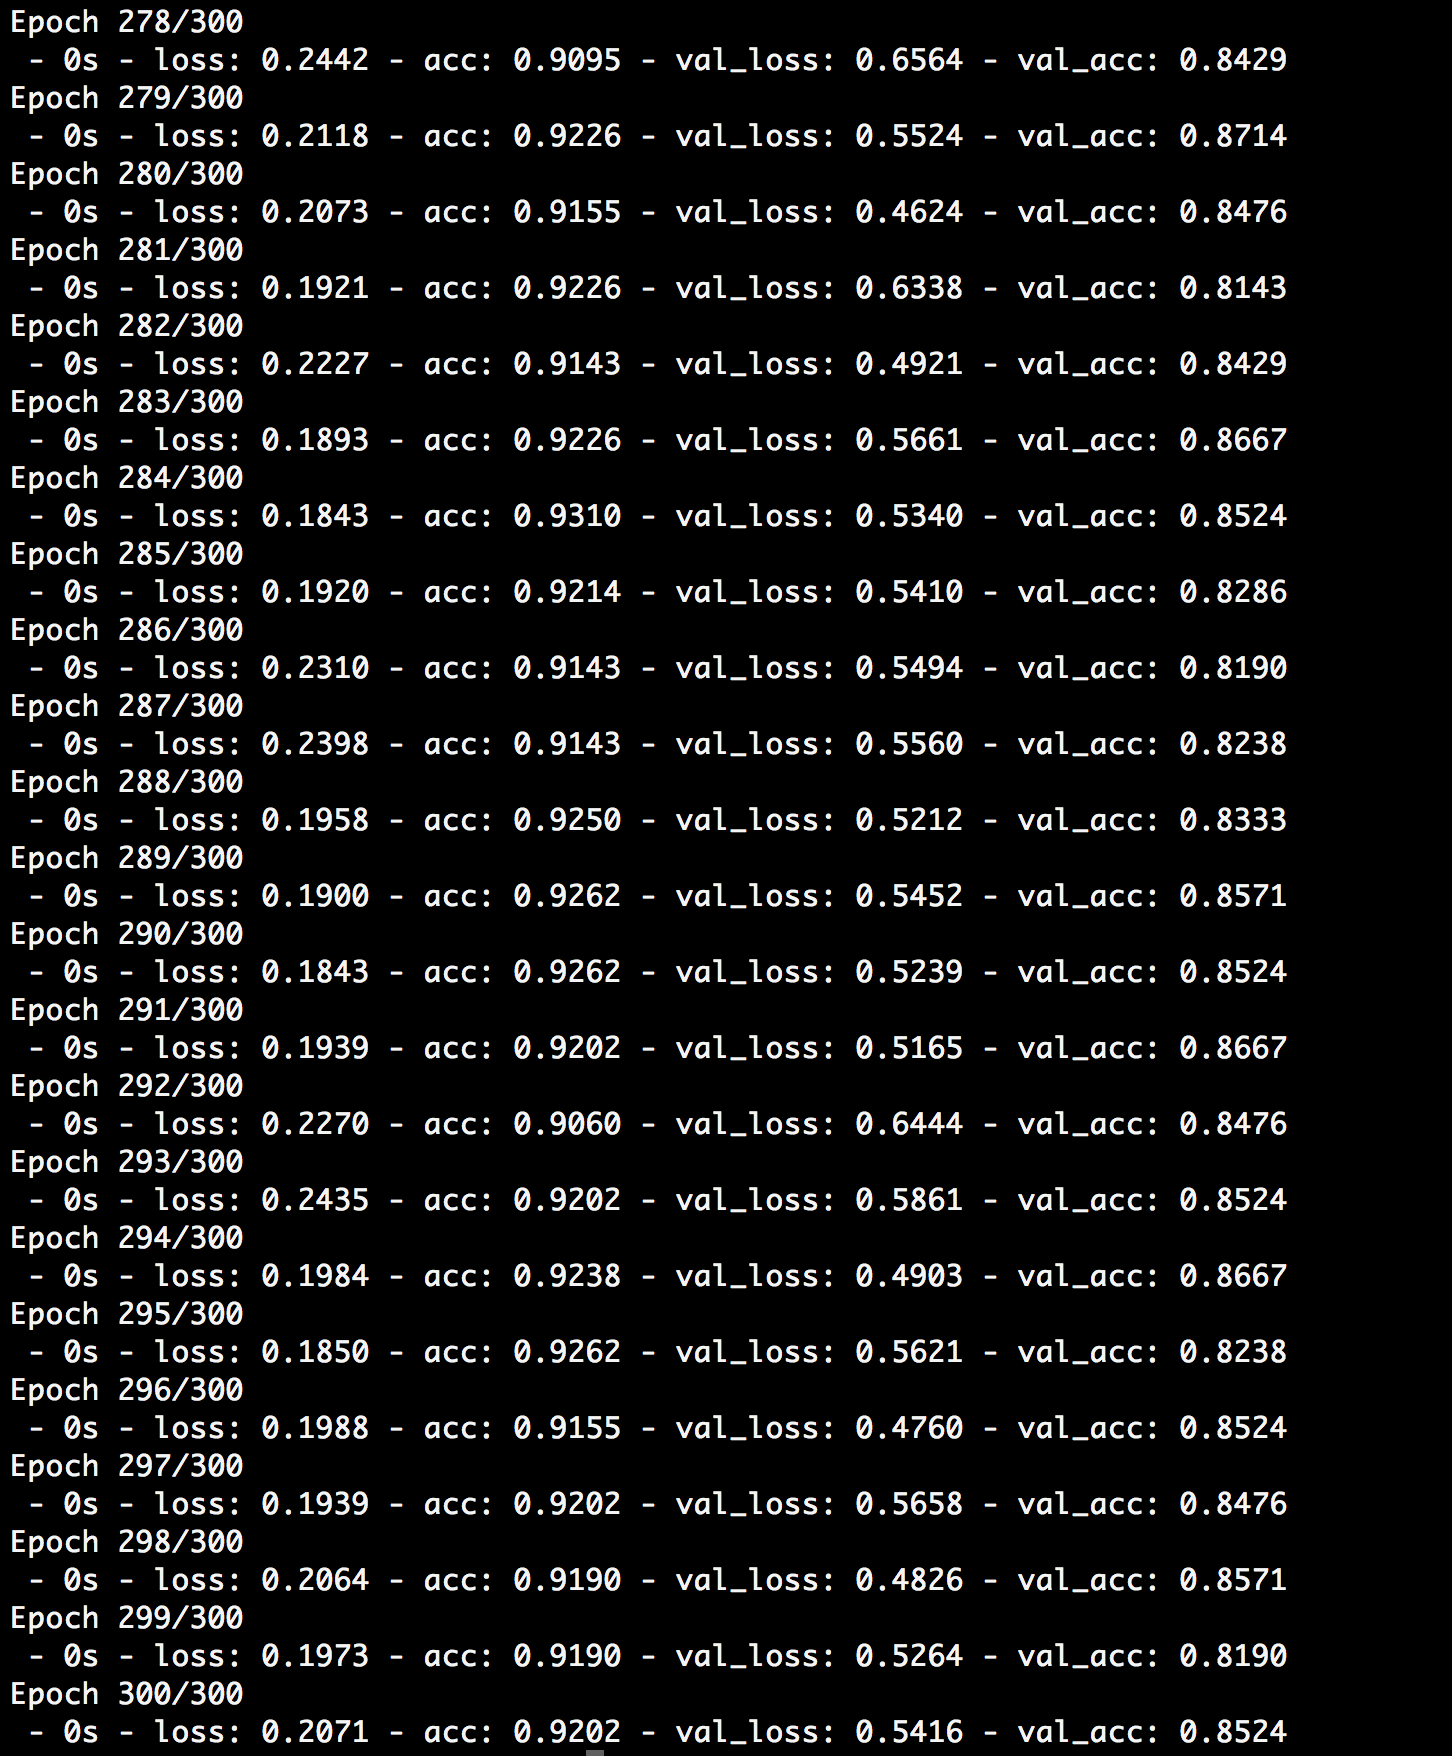 Epoch 278/300
 - 0s - loss: 0.2442 - acc: 0.9095 - val_loss: 0.6564 - val_acc: 0.8429
Epoch 279/300
 - 0s - loss: 0.2118 - acc: 0.9226 - val_loss: 0.5524 - val_acc: 0.8714
Epoch 280/300
 - 0s - loss: 0.2073 - acc: 0.9155 - val_loss: 0.4624 - val_acc: 0.8476
Epoch 281/300
 - 0s - loss: 0.1921 - acc: 0.9226 - val_loss: 0.6338 - val_acc: 0.8143
Epoch 282/300
 - 0s - loss: 0.2227 - acc: 0.9143 - val_loss: 0.4921 - val_acc: 0.8429
Epoch 283/300
 - 0s - loss: 0.1893 - acc: 0.9226 - val_loss: 0.5661 - val_acc: 0.8667
Epoch 284/300
 - 0s - loss: 0.1843 - acc: 0.9310 - val_loss: 0.5340 - val_acc: 0.8524
Epoch 285/300
 - 0s - loss: 0.1920 - acc: 0.9214 - val_loss: 0.5410 - val_acc: 0.8286
Epoch 286/300
 - 0s - loss: 0.2310 - acc: 0.9143 - val_loss: 0.5494 - val_acc: 0.8190
Epoch 287/300
 - 0s - loss: 0.2398 - acc: 0.9143 - val_loss: 0.5560 - val_acc: 0.8238
Epoch 288/300
 - 0s - loss: 0.1958 - acc: 0.9250 - val_loss: 0.5212 - val_acc: 0.8333
Epoch 289/300
 - 0s - loss: 0.1900 - acc: 0.9262 - val_loss: 0.5452 - val_acc: 0.8571
Epoch 290/300
 - 0s - loss: 0.1843 - acc: 0.9262 - val_loss: 0.5239 - val_acc: 0.8524
Epoch 291/300
 - 0s - loss: 0.1939 - acc: 0.9202 - val_loss: 0.5165 - val_acc: 0.8667
Epoch 292/300
 - 0s - loss: 0.2270 - acc: 0.9060 - val_loss: 0.6444 - val_acc: 0.8476
Epoch 293/300
 - 0s - loss: 0.2435 - acc: 0.9202 - val_loss: 0.5861 - val_acc: 0.8524
Epoch 294/300
 - 0s - loss: 0.1984 - acc: 0.9238 - val_loss: 0.4903 - val_acc: 0.8667
Epoch 295/300
 - 0s - loss: 0.1850 - acc: 0.9262 - val_loss: 0.5621 - val_acc: 0.8238
Epoch 296/300
 - 0s - loss: 0.1988 - acc: 0.9155 - val_loss: 0.4760 - val_acc: 0.8524
Epoch 297/300
 - 0s - loss: 0.1939 - acc: 0.9202 - val_loss: 0.5658 - val_acc: 0.8476
Epoch 298/300
 - 0s - loss: 0.2064 - acc: 0.9190 - val_loss: 0.4826 - val_acc: 0.8571
Epoch 299/300
 - 0s - loss: 0.1973 - acc: 0.9190 - val_loss: 0.5264 - val_acc: 0.8190
Epoch 300/300
 - 0s - loss: 0.2071 - acc: 0.9202 - val_loss: 0.5416 - val_acc: 0.8524